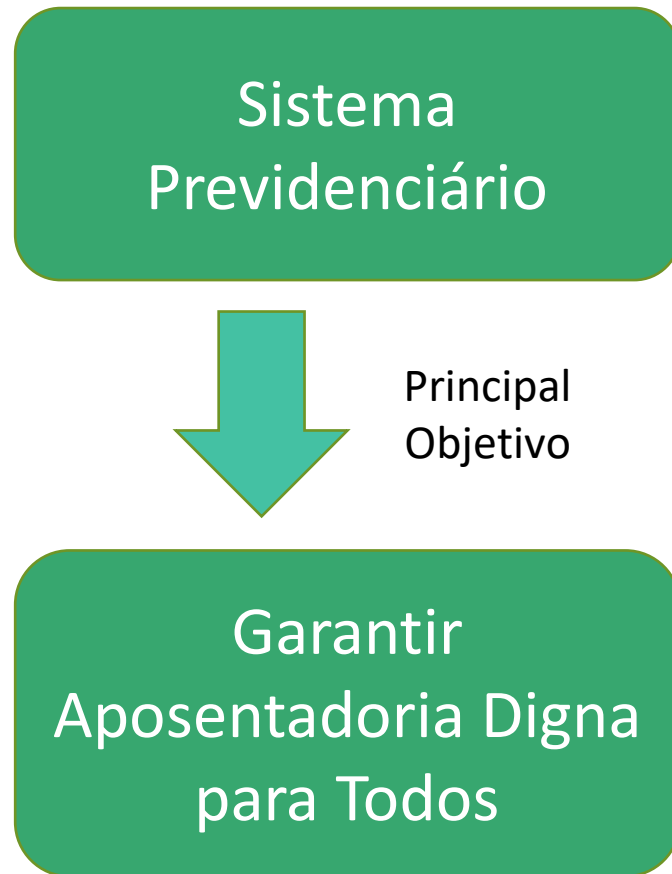 Sistema
Previdenciário
Principal
Objetivo
Garantir
Aposentadoria Digna
para Todos